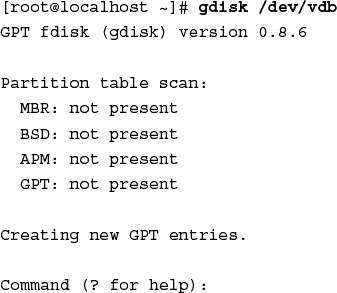 [root@localhost ~]# gdisk /dev/vdb
GPT fdisk (gdisk) version 0.8.6

Partition table scan:
  MBR: not present
  BSD: not present
  APM: not present
  GPT: not present

Creating new GPT entries.

Command (? for help):